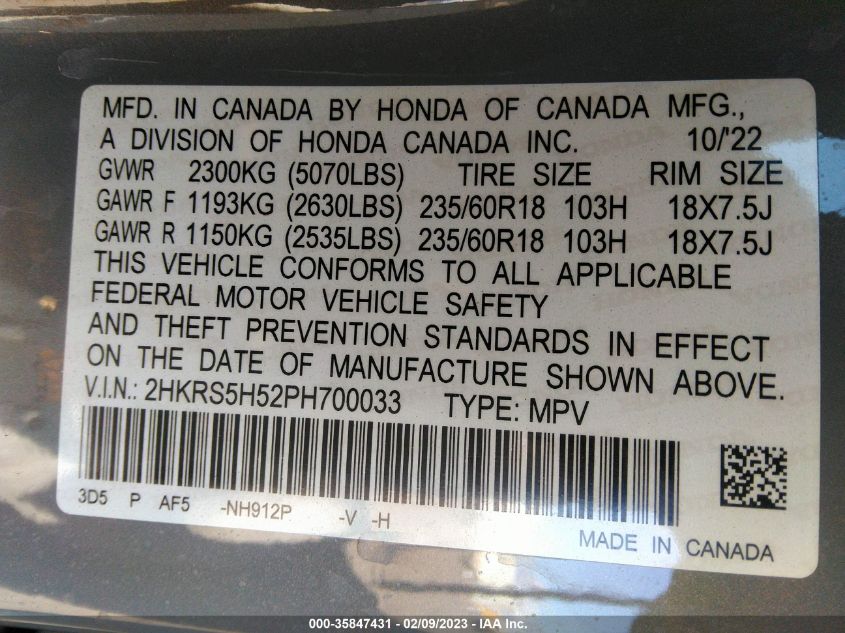 MFD. IN CANADA BY HONDA OF CANADA MFG.,
A DIVISION OF HONDA CANADA INC. 10/'22
GVWR 2300KG (5070LBS) TIRE SIZE RIM SIZE
GAWR F 1193KG (2630LBS) 235/60R18 103H 18X7.5J
GAWR R 1150KG (2535LBS) 235/60R18 103H 18X7.5J
THIS VEHICLE CONFORMS TO ALL APPLICABLE
FEDERAL MOTOR VEHICLE SAFETY
AND THEFT PREVENTION STANDARDS IN EFFECT
ON THE DATE OF MANUFACTURE SHOWN ABOVE.
V.I.N.: 2HKRS5H52PH700033 TYPE: MPV
3D5 P AF5 -NH912P -V -H
MADE IN CANADA
000-35847431 - 02/09/2023 - IAA Inc.